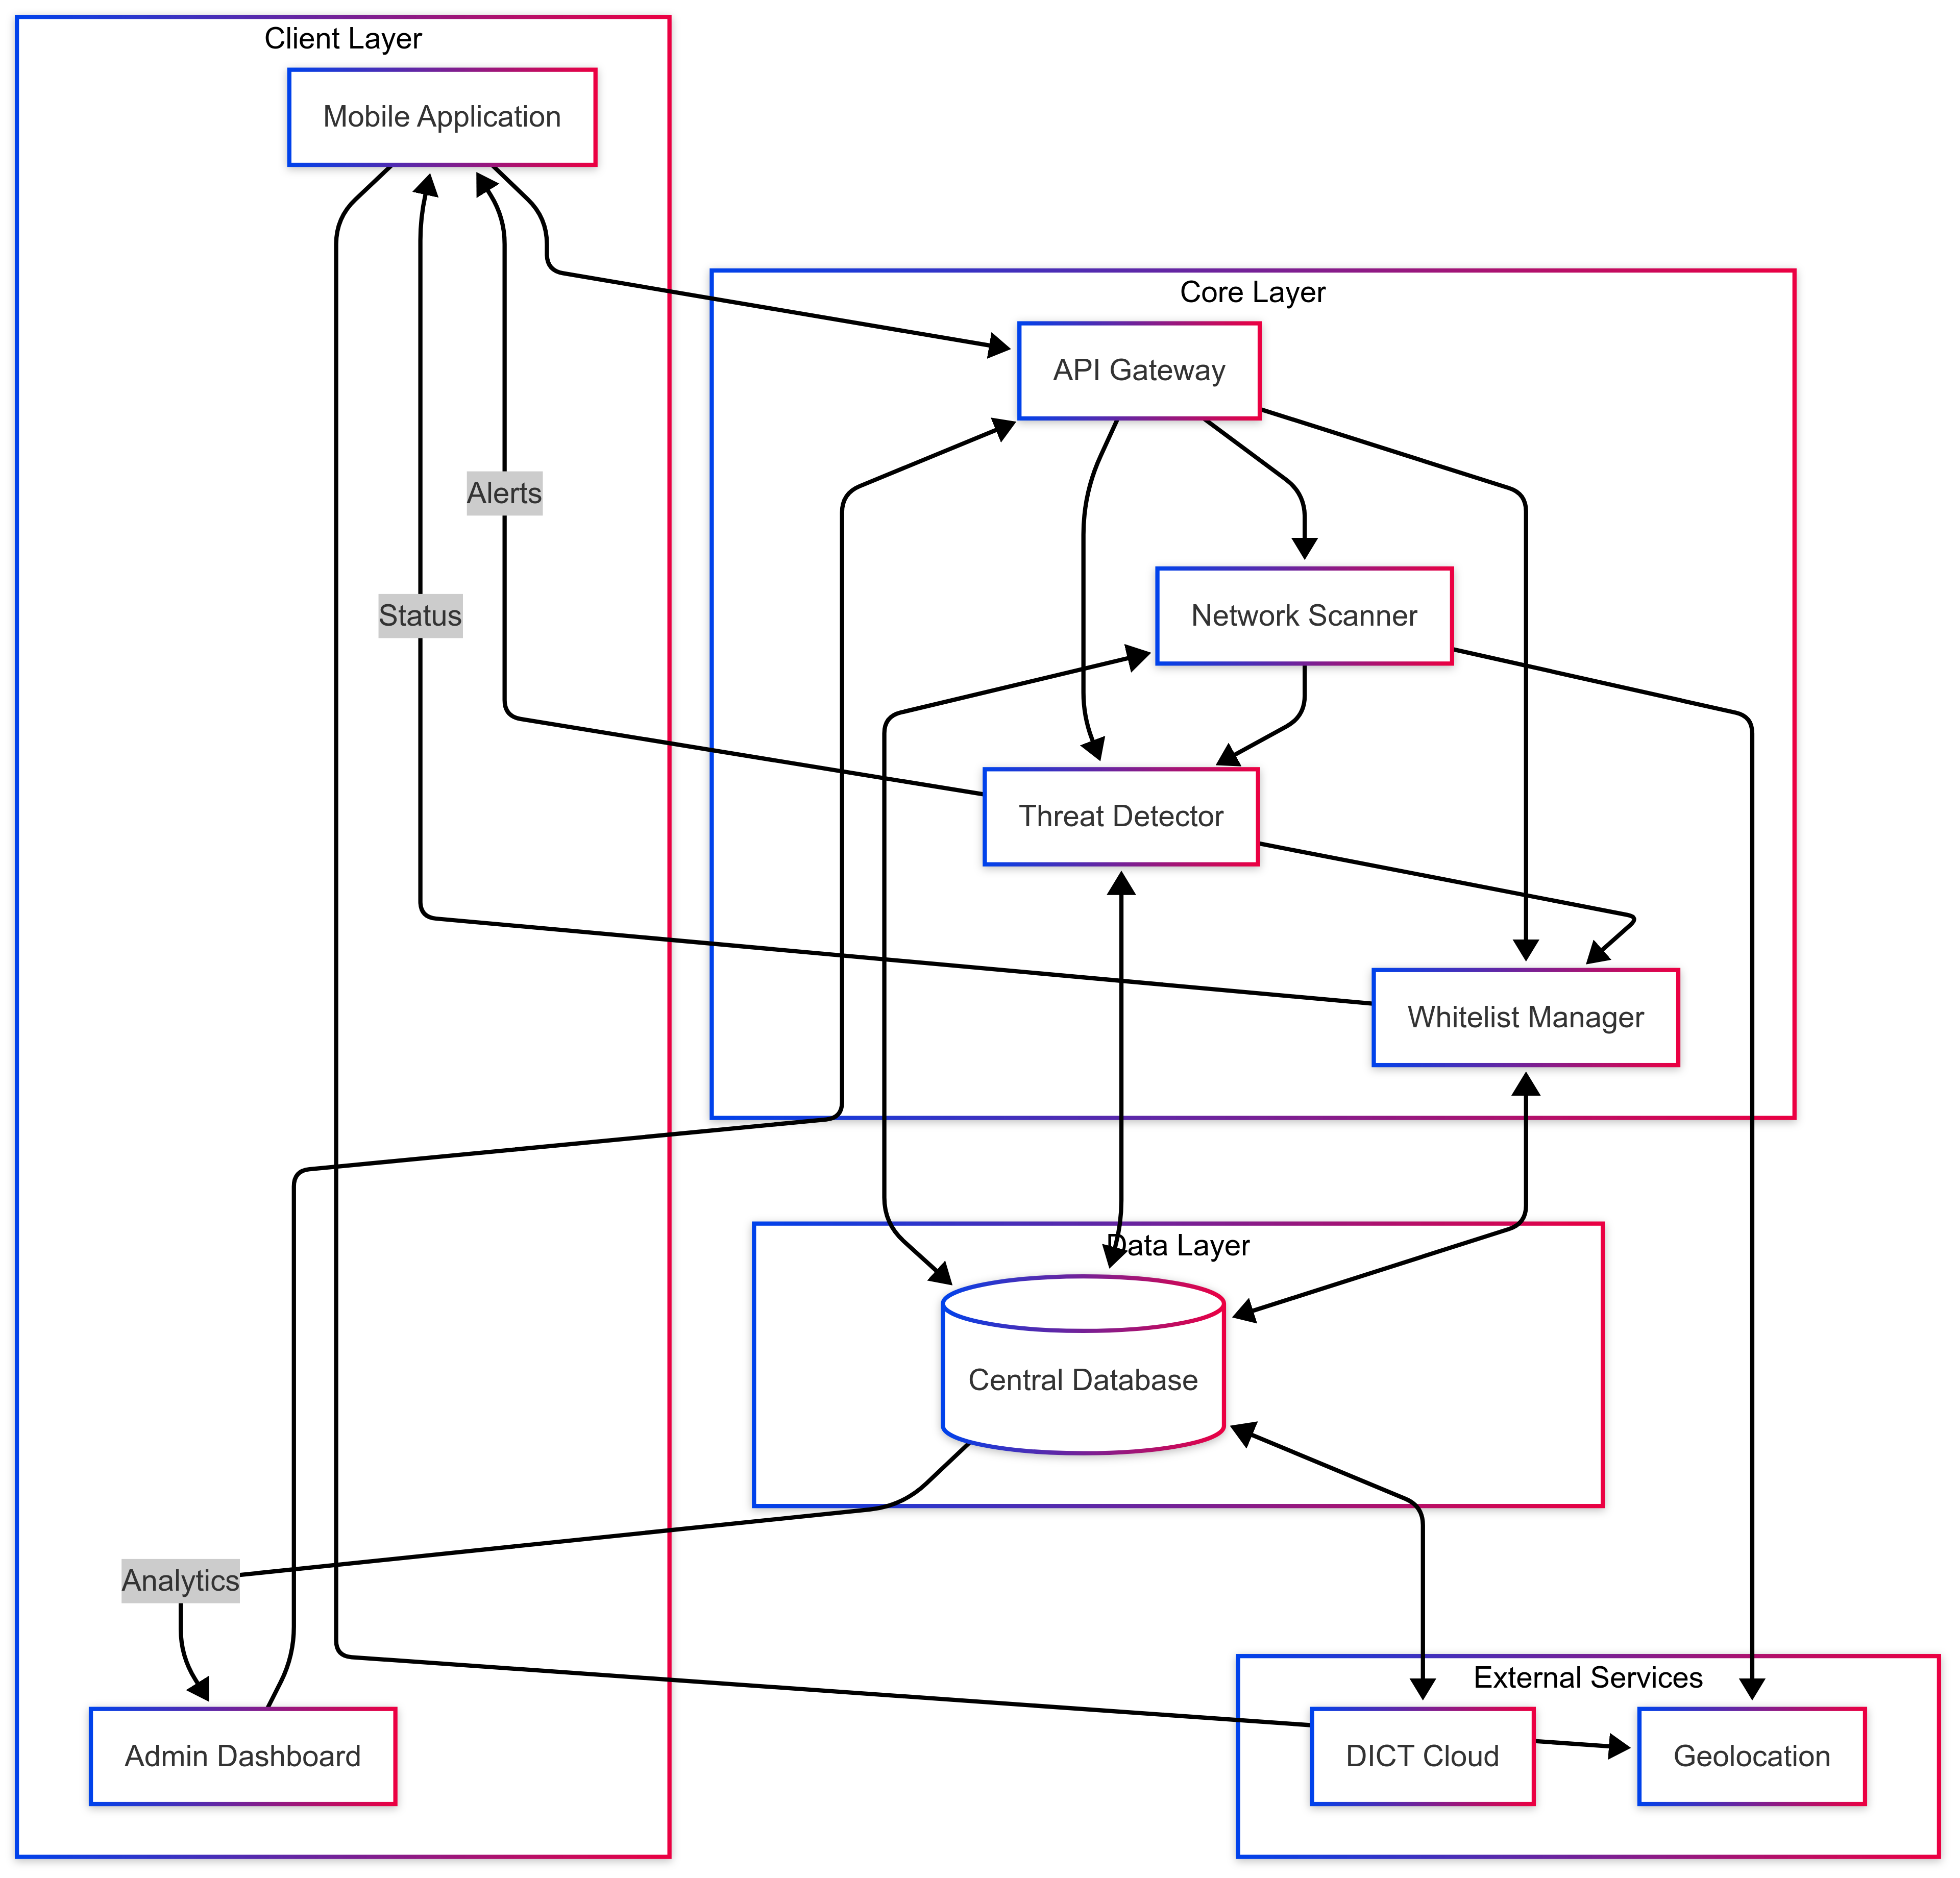 Client Layer
Mobile Application
Core Layer
API Gateway
Alerts
Status
Network Scanner
Threat Detector
Whitelist Manager
Data Layer
Central Database
Analytics
External Services
Admin Dashboard
DICT Cloud
Geolocation